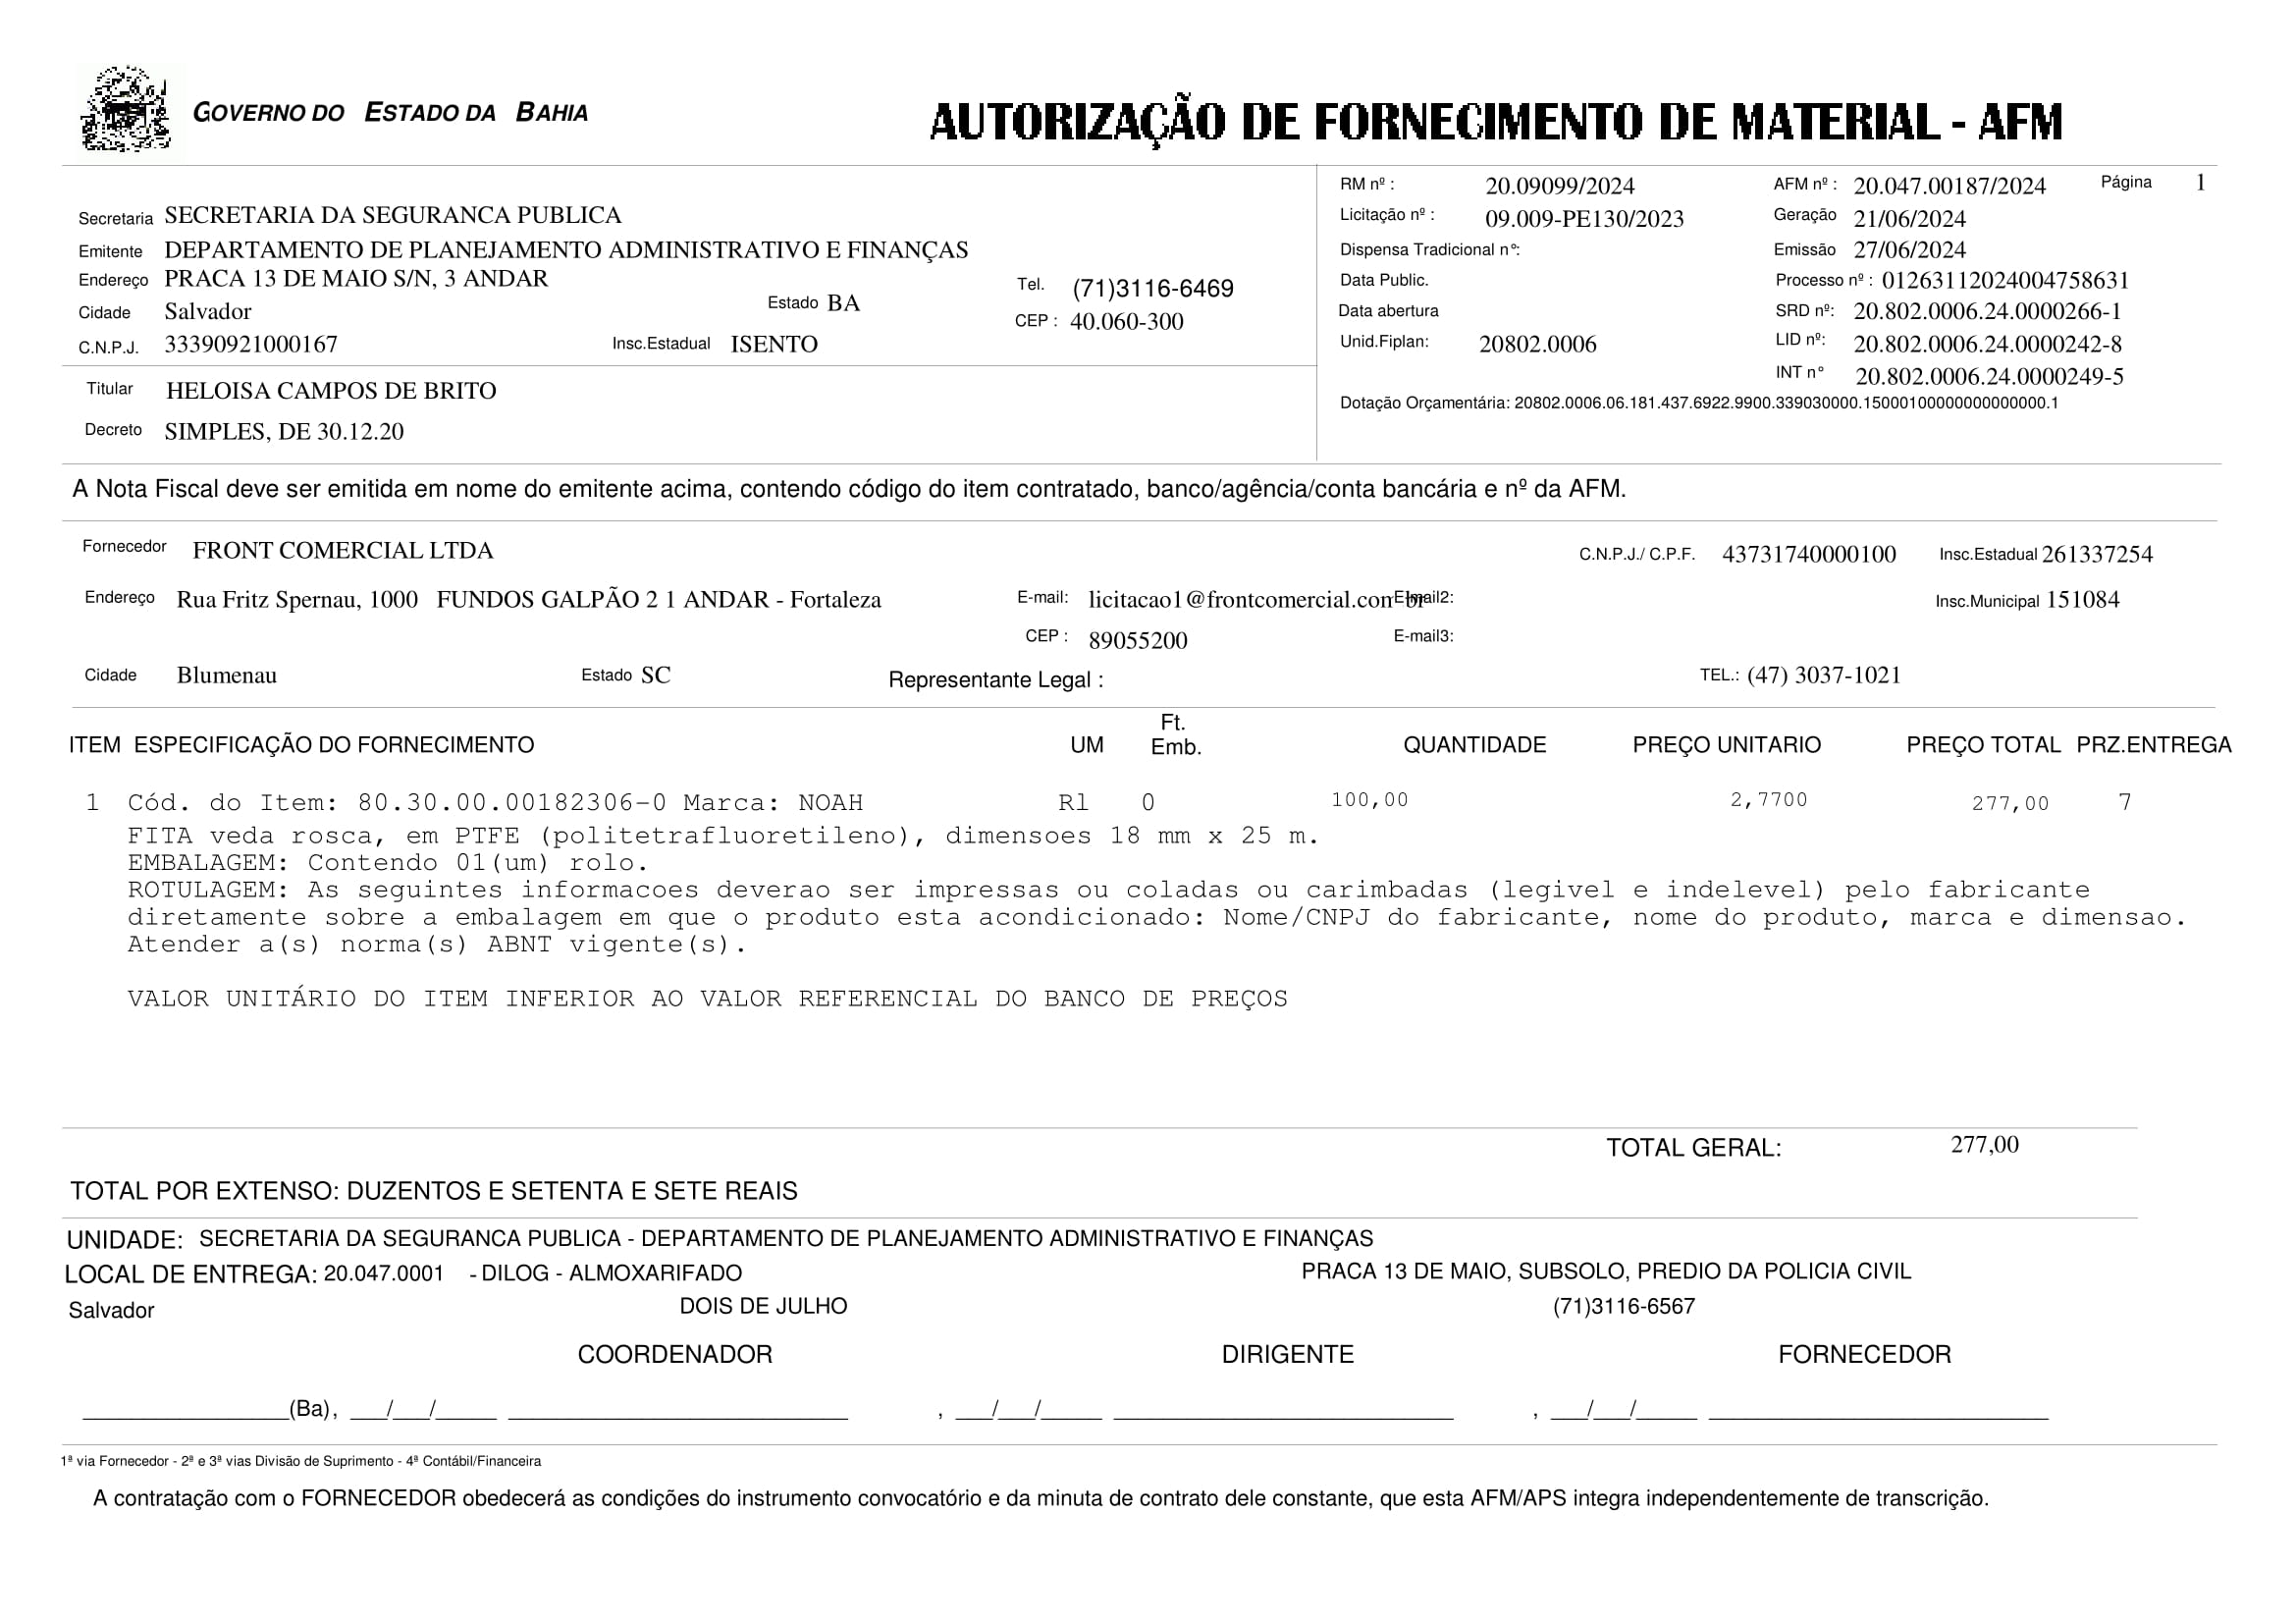 GOVERNO DO ESTADO DA BAHIA
AUTORIZAÇÃO DE FORNECIMENTO DE MATERIAL - AFM
Secretaria SECRETARIA DA SEGURANCA PUBLICA
Emitente DEPARTAMENTO DE PLANEJAMENTO ADMINISTRATIVO E FINANÇAS
Endereço PRACA 13 DE MAIO S/N, 3 ANDAR
Tel. (71)3116-6469
Cidade Salvador Estado BA CEP : 40.060-300
C.N.P.J. 33390921000167 Insc.Estadual ISENTO
Titular HELOISA CAMPOS DE BRITO
Decreto SIMPLES, DE 30.12.20
RM nº : 20.09099/2024 AFM nº : 20.047.00187/2024 Página 1
Licitação nº : 09.009-PE130/2023 Geração 21/06/2024
Dispensa Tradicional n°: Emissão 27/06/2024
Data Public. Processo nº : 01263112024004758631
Data abertura SRD nº: 20.802.0006.24.0000266-1
Unid.Fiplan: 20802.0006 LID nº: 20.802.0006.24.0000242-8
INT n° 20.802.0006.24.0000249-5
Dotação Orçamentária: 20802.0006.06.181.437.6922.9900.339030000.15000100000000000000.1
A Nota Fiscal deve ser emitida em nome do emitente acima, contendo código do item contratado, banco/agência/conta bancária e nº da AFM.
Fornecedor FRONT COMERCIAL LTDA C.N.P.J./ C.P.F. 43731740000100 Insc.Estadual 261337254
Endereço Rua Fritz Spernau, 1000 FUNDOS GALPÃO 2 1 ANDAR - Fortaleza E-mail: licitacao1@frontcomercial.com.br E-mail2: Insc.Municipal 151084
CEP : 89055200 E-mail3:
Cidade Blumenau Estado SC Representante Legal : TEL.: (47) 3037-1021
ITEM ESPECIFICAÇÃO DO FORNECIMENTO UM Ft. Emb. QUANTIDADE PREÇO UNITARIO PREÇO TOTAL PRZ.ENTREGA
1 Cód. do Item: 80.30.00.00182306-0 Marca: NOAH Rl 0 100,00 2,7700 277,00 7
FITA veda rosca, em PTFE (politetrafluoretileno), dimensoes 18 mm x 25 m.
EMBALAGEM: Contendo 01(um) rolo.
ROTULAGEM: As seguintes informacoes deverao ser impressas ou coladas ou carimbadas (legivel e indelevel) pelo fabricante
diretamente sobre a embalagem em que o produto esta acondicionado: Nome/CNPJ do fabricante, nome do produto, marca e dimensao.
Atender a(s) norma(s) ABNT vigente(s).
VALOR UNITÁRIO DO ITEM INFERIOR AO VALOR REFERENCIAL DO BANCO DE PREÇOS
TOTAL GERAL: 277,00
TOTAL POR EXTENSO: DUZENTOS E SETENTA E SETE REAIS
UNIDADE: SECRETARIA DA SEGURANCA PUBLICA - DEPARTAMENTO DE PLANEJAMENTO ADMINISTRATIVO E FINANÇAS
LOCAL DE ENTREGA: 20.047.0001 - DILOG - ALMOXARIFADO PRACA 13 DE MAIO, SUBSOLO, PREDIO DA POLICIA CIVIL
Salvador DOIS DE JULHO (71)3116-6567
COORDENADOR DIRIGENTE FORNECEDOR
_________________(Ba), ___/___/_____ ____________________________ , ___/___/_____ ____________________________ , ___/___/_____ ____________________________
1ª via Fornecedor - 2ª e 3ª vias Divisão de Suprimento - 4ª Contábil/Financeira
A contratação com o FORNECEDOR obedecerá as condições do instrumento convocatório e da minuta de contrato dele constante, que esta AFM/APS integra independentemente de transcrição.